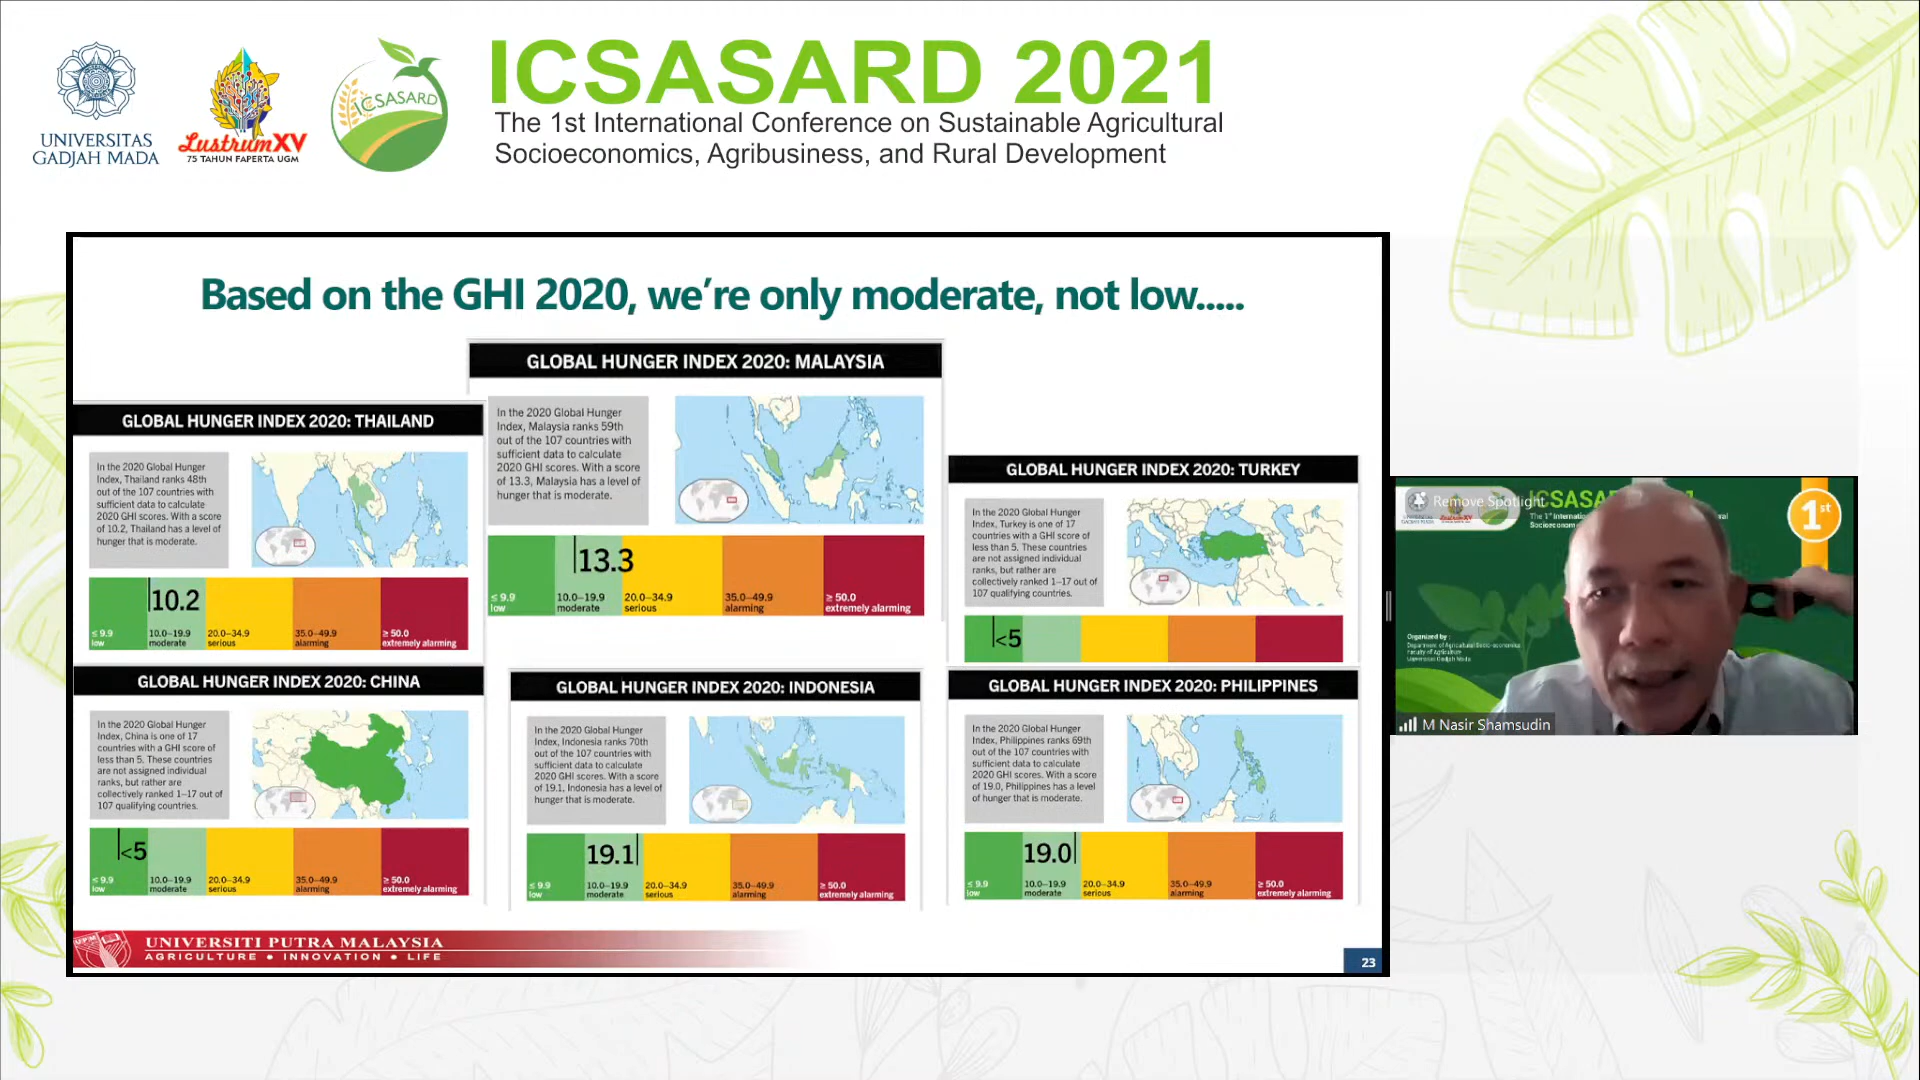 UNIVERSITAS
GADJAH MADA
LustrumXV
75 TAHUN FAPERTA UGM
ICSASARD
ICSASARD 2021
The 1st International Conference on Sustainable Agricultural
Socioeconomics, Agribusiness, and Rural Development
Based on the GHI 2020, we're only moderate, not low.....
GLOBAL HUNGER INDEX 2020: MALAYSIA
In the 2020 Global Hunger
Index, Malaysia ranks 59th
out of the 107 countries with
sufficient data to calculate
2020 GHI scores. With a score
of 13.3, Malaysia has a level of
hunger that is moderate.
13.3
≤ 9.9
low
10.0–19.9
moderate
20.0–34.9
serious
35.0–49.9
alarming
≥ 50.0
extremely alarming
GLOBAL HUNGER INDEX 2020: THAILAND
In the 2020 Global Hunger
Index, Thailand ranks 48th
out of the 107 countries with
sufficient data to calculate
2020 GHI scores. With a score
of 10.2, Thailand has a level of
hunger that is moderate.
10.2
≤ 9.9
low
10.0–19.9
moderate
20.0–34.9
serious
35.0–49.9
alarming
≥ 50.0
extremely alarming
GLOBAL HUNGER INDEX 2020: TURKEY
In the 2020 Global Hunger
Index, Turkey is one of 17
countries with a GHI score of
less than 5. These countries
are not assigned individual
ranks, but rather are
collectively ranked 1–17 out of
107 qualifying countries.
<5
GLOBAL HUNGER INDEX 2020: CHINA
In the 2020 Global Hunger
Index, China is one of 17
countries with a GHI score of
less than 5. These countries
are not assigned individual
ranks, but rather are
collectively ranked 1–17 out of
107 qualifying countries.
<5
≤ 9.9
low
10.0–19.9
moderate
20.0–34.9
serious
35.0–49.9
alarming
≥ 50.0
extremely alarming
GLOBAL HUNGER INDEX 2020: INDONESIA
In the 2020 Global Hunger
Index, Indonesia ranks 70th
out of the 107 countries with
sufficient data to calculate
2020 GHI scores. With a score
of 19.1, Indonesia has a level of
hunger that is moderate.
19.1
≤ 9.9
low
10.0–19.9
moderate
20.0–34.9
serious
35.0–49.9
alarming
≥ 50.0
extremely alarming
GLOBAL HUNGER INDEX 2020: PHILIPPINES
In the 2020 Global Hunger
Index, Philippines ranks 69th
out of the 107 countries with
sufficient data to calculate
2020 GHI scores. With a score
of 19.0, Philippines has a level
of hunger that is moderate.
19.0
≤ 9.9
low
10.0–19.9
moderate
20.0–34.9
serious
35.0–49.9
alarming
≥ 50.0
extremely alarming
UNIVERSITI PUTRA MALAYSIA
AGRICULTURE • INNOVATION • LIFE
23
Remove Spotlight
1st
Organized by :
Department of Agricultural Socio-economics
Faculty of Agriculture
Universitas Gadjah Mada
M Nasir Shamsudin